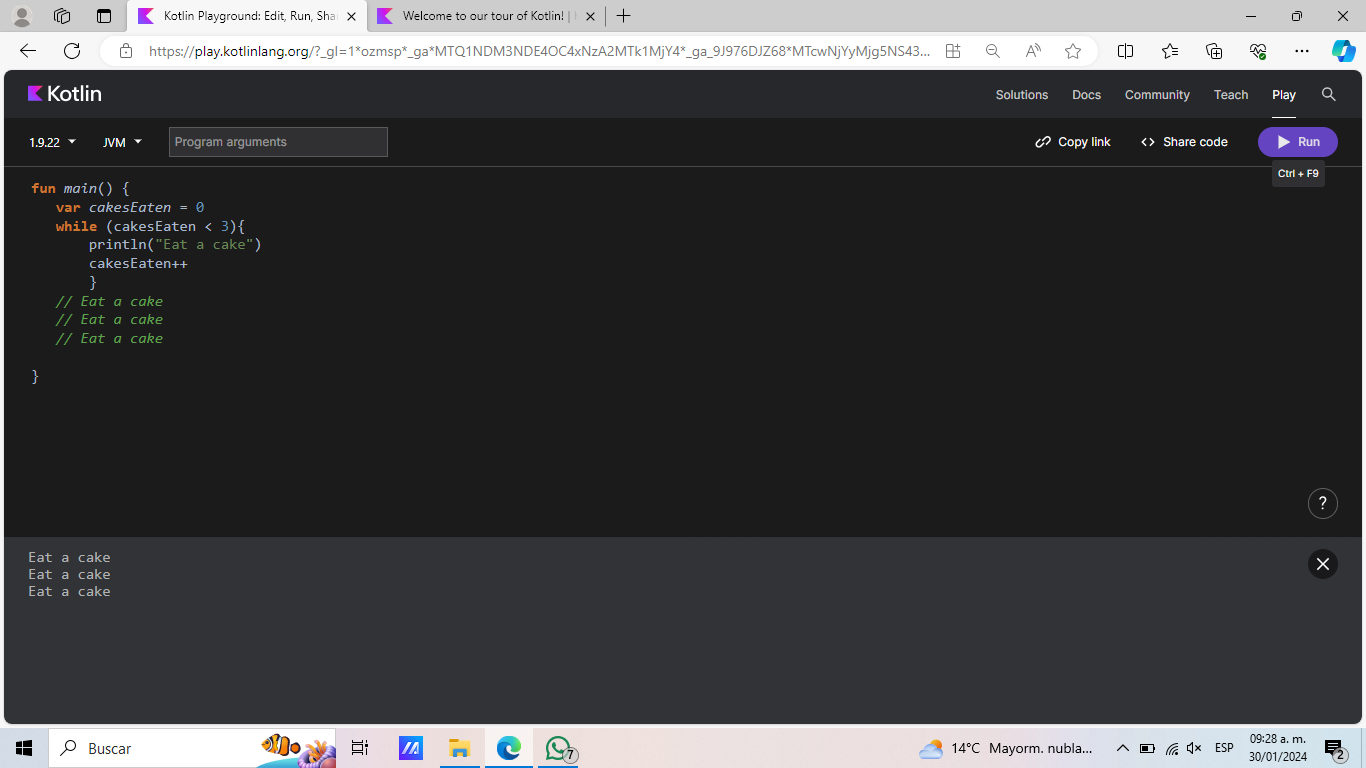 Kotlin Playground: Edit, Run, Sha
Welcome to our tour of Kotlin! |
https://play.kotlinlang.org/?_gl=1*ozmsp*_ga*MTQ1NDM3NDE4OC4xNzA2MTk1MjY4*_ga_9J976DJZ68*MTcwNjYyMjg5NS43...
Kotlin
Solutions Docs Community Teach Play
1.9.22 JVM Program arguments Copy link Share code Run
Ctrl + F9
fun main() {
var cakesEaten = 0
while (cakesEaten < 3){
println("Eat a cake")
cakesEaten++
}
// Eat a cake
// Eat a cake
// Eat a cake
}
?
Eat a cake
Eat a cake
Eat a cake
Buscar
7
14°C Mayorm. nubla...
ESP
09:28 a. m.
30/01/2024
2